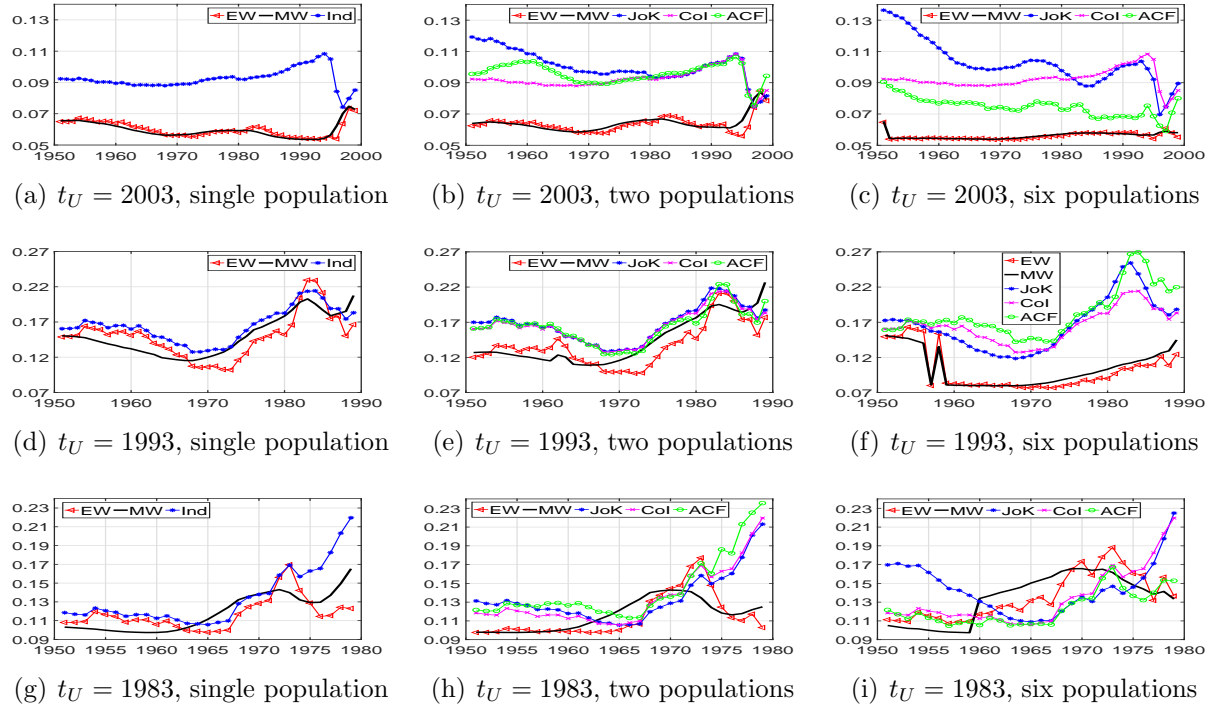 0.13 EW MW Ind
0.11
0.09
0.07
0.05
1950 1960 1970 1980 1990 2000
(a) t_U = 2003, single population
0.13 EW MW JoK CoI ACF
0.11
0.09
0.07
0.05
1950 1960 1970 1980 1990 2000
(b) t_U = 2003, two populations
0.13 EW MW JoK CoI ACF
0.11
0.09
0.07
0.05
1950 1960 1970 1980 1990 2000
(c) t_U = 2003, six populations
0.27 EW MW Ind
0.22
0.17
0.12
0.07
1950 1960 1970 1980 1990
(d) t_U = 1993, single population
0.27 EW MW JoK CoI ACF
0.22
0.17
0.12
0.07
1950 1960 1970 1980 1990
(e) t_U = 1993, two populations
0.27 EW
MW
0.22 JoK
CoI
0.17 ACF
0.12
0.07
1950 1960 1970 1980 1990
(f) t_U = 1993, six populations
0.23 EW MW Ind
0.21
0.19
0.17
0.15
0.13
0.11
0.09
1950 1955 1960 1965 1970 1975 1980
(g) t_U = 1983, single population
0.23 EW MW JoK CoI ACF
0.21
0.19
0.17
0.15
0.13
0.11
0.09
1950 1955 1960 1965 1970 1975 1980
(h) t_U = 1983, two populations
0.23 EW MW JoK CoI ACF
0.21
0.19
0.17
0.15
0.13
0.11
0.09
1950 1955 1960 1965 1970 1975 1980
(i) t_U = 1983, six populations